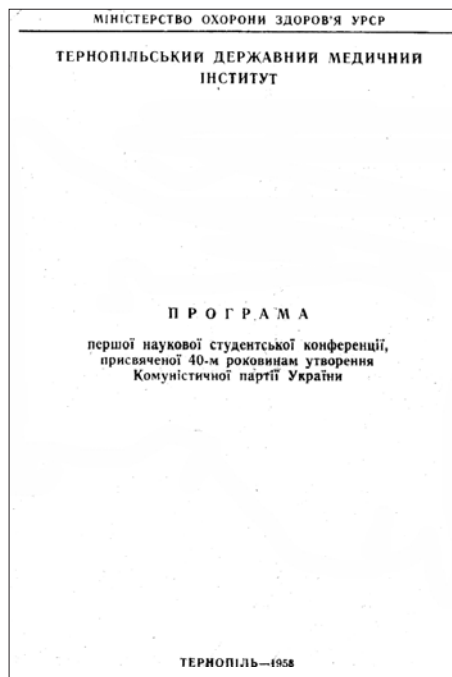 МІНІСТЕРСТВО ОХОРОНИ ЗДОРОВ'Я УРСР
ТЕРНОПІЛЬСЬКИЙ ДЕРЖАВНИЙ МЕДИЧНИЙ
ІНСТИТУТ
ПРОГРАМА
першої наукової студентської конференції,
присвяченої 40-м роковинам утворення
Комуністичної партії України
ТЕРНОПІЛЬ—1958